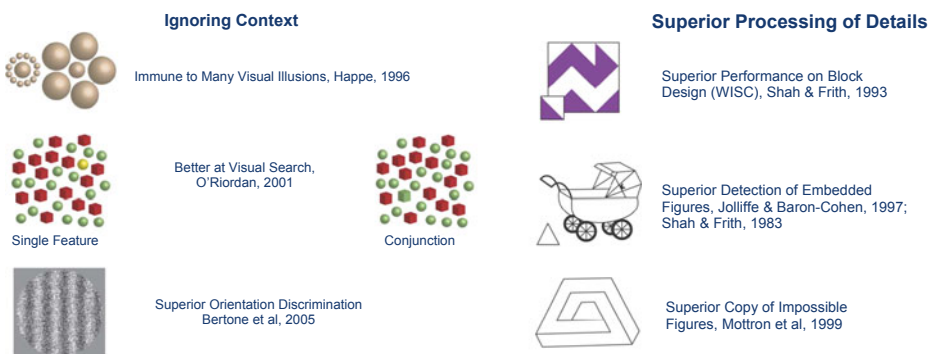 Ignoring Context
Immune to Many Visual Illusions, Happe, 1996
Better at Visual Search,
O'Riordan, 2001
Single Feature
Conjunction
Superior Orientation Discrimination
Bertone et al, 2005
Superior Processing of Details
Superior Performance on Block
Design (WISC), Shah & Frith, 1993
Superior Detection of Embedded
Figures, Jolliffe & Baron-Cohen, 1997;
Shah & Frith, 1983
Superior Copy of Impossible
Figures, Mottron et al, 1999